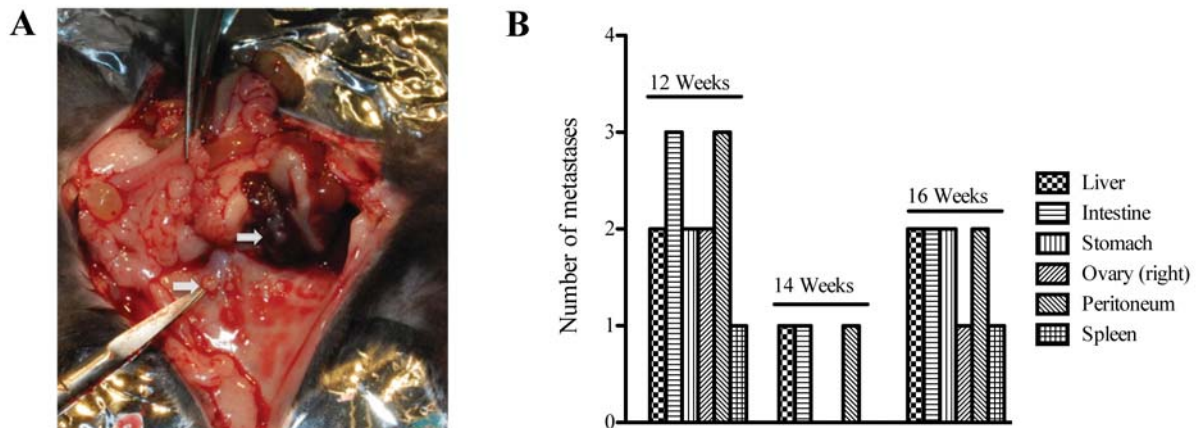 A
B
Number of metastases
4
3
2
1
0
12 Weeks
14 Weeks
16 Weeks
Liver
Intestine
Stomach
Ovary (right)
Peritoneum
Spleen